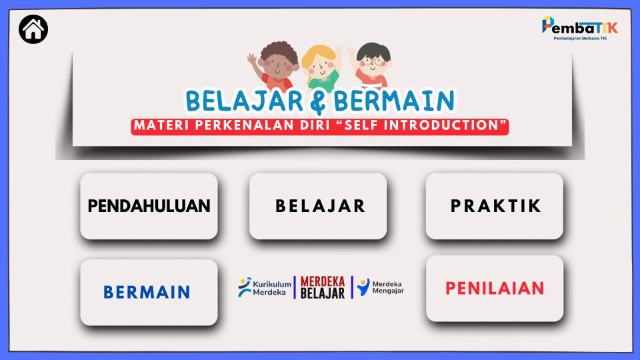 PembaTIK
Pembelajaran Berbasis TIK
BELAJAR & BERMAIN
MATERI PERKENALAN DIRI “SELF INTRODUCTION”
PENDAHULUAN
BELAJAR
PRAKTIK
BERMAIN
Kurikulum
Merdeka
MERDEKA
BELAJAR
Merdeka
Mengajar
PENILAIAN